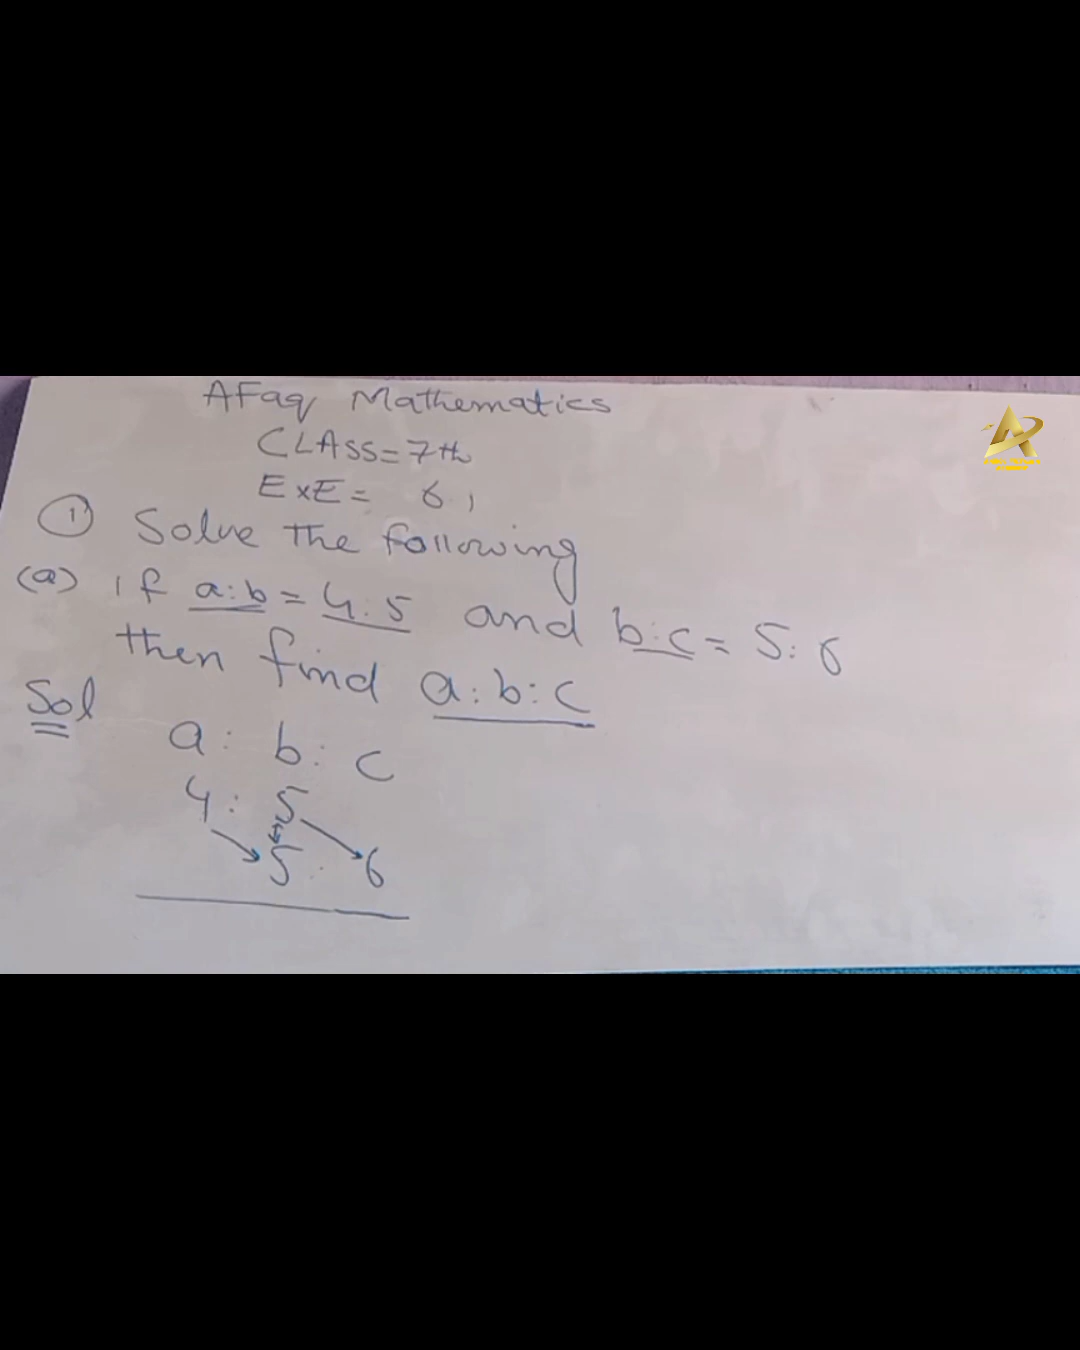 AFaq Mathematics
CLASS=7th
ExE= 6.1
① Solve the following
(a) If a:b = 4:5 and b:c = 5:6
then find a:b:c
Sol
a: b: c
4: 5
5: 6